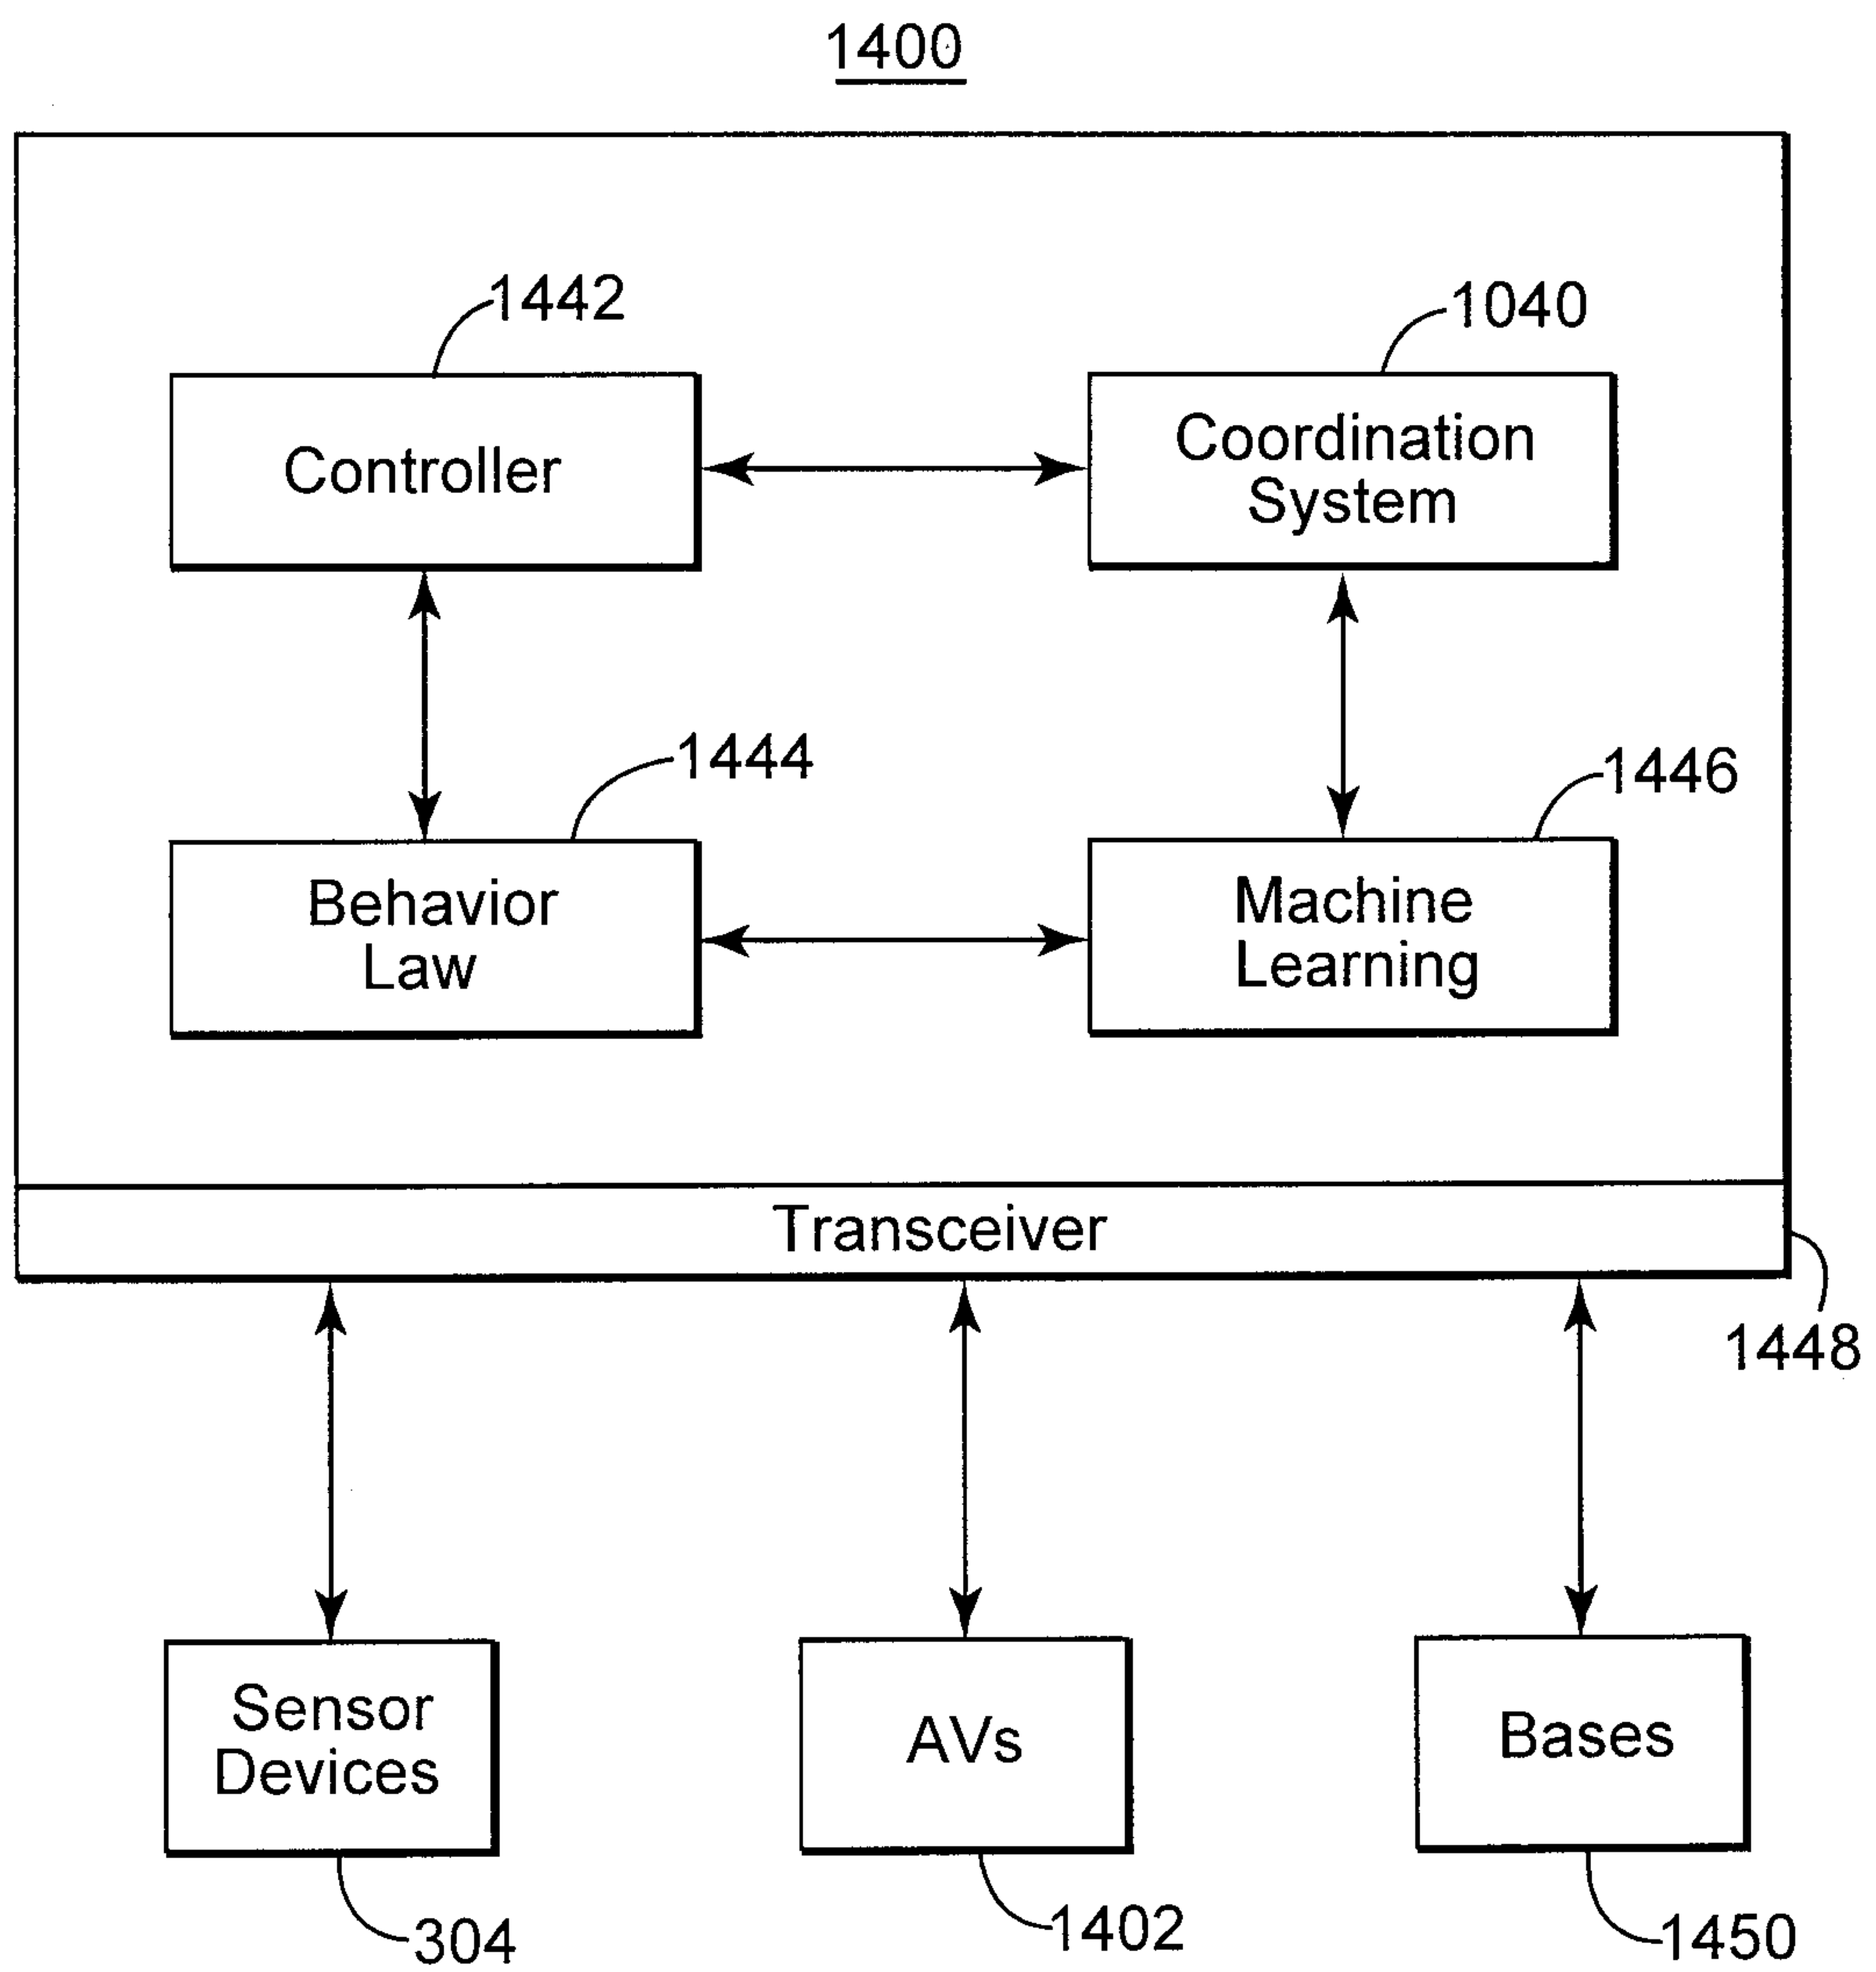 1400
1442
1040
Controller
Coordination
System
1444
1446
Behavior
Law
Machine
Learning
Transceiver
1448
Sensor
Devices
AVs
Bases
304
1402
1450